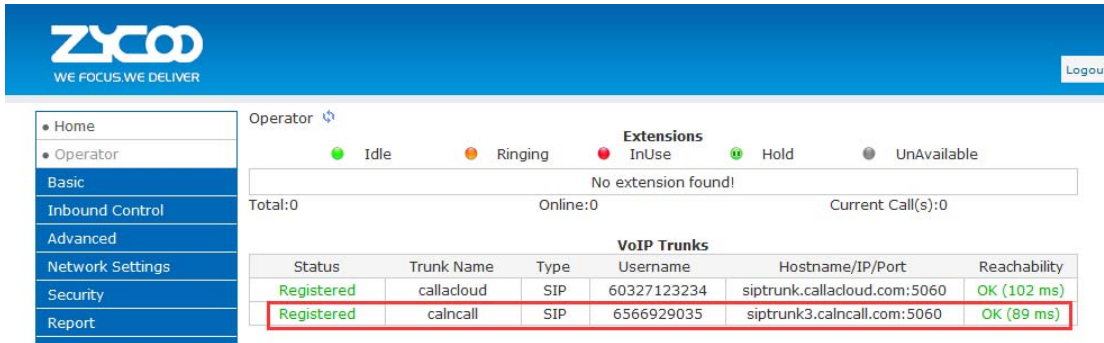 ZYCOO
WE FOCUS.WE DELIVER
Logou
Home
Operator
Basic
Inbound Control
Advanced
Network Settings
Security
Report
Operator
Extensions
Idle Ringing InUse Hold UnAvailable
No extension found!
Total:0 Online:0 Current Call(s):0
VoIP Trunks
Status Trunk Name Type Username Hostname/IP/Port Reachability
Registered callacloud SIP 60327123234 siptrunk.callacloud.com:5060 OK (102 ms)
Registered calncall SIP 6566929035 siptrunk3.calncall.com:5060 OK (89 ms)